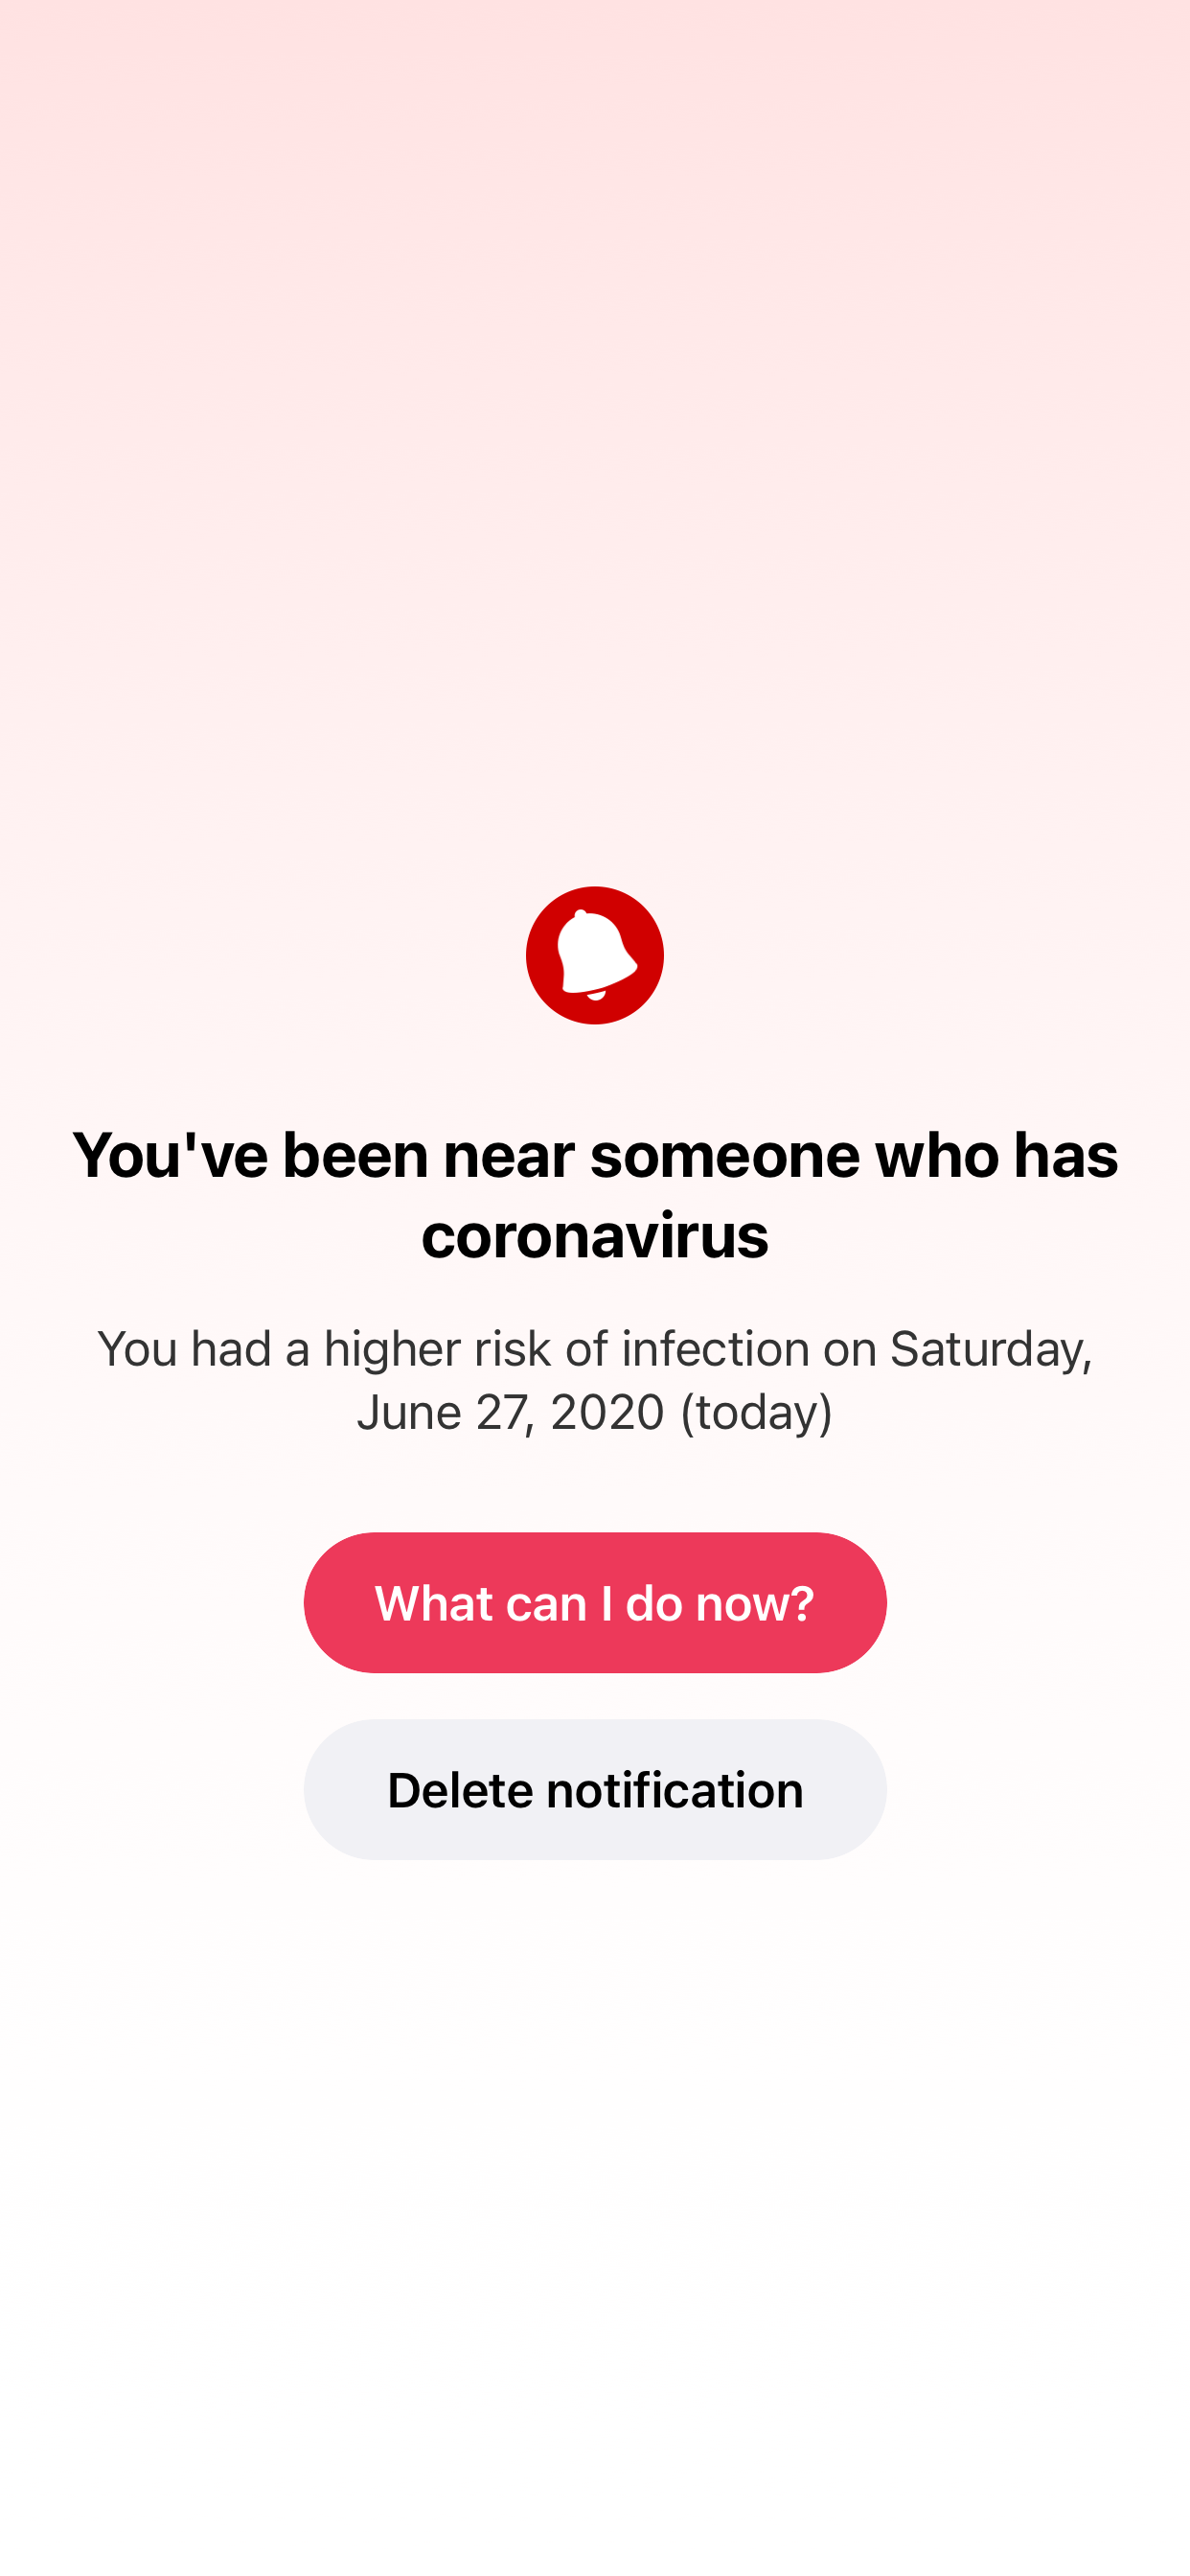 You've been near someone who has
coronavirus
You had a higher risk of infection on Saturday,
June 27, 2020 (today)
What can I do now?
Delete notification